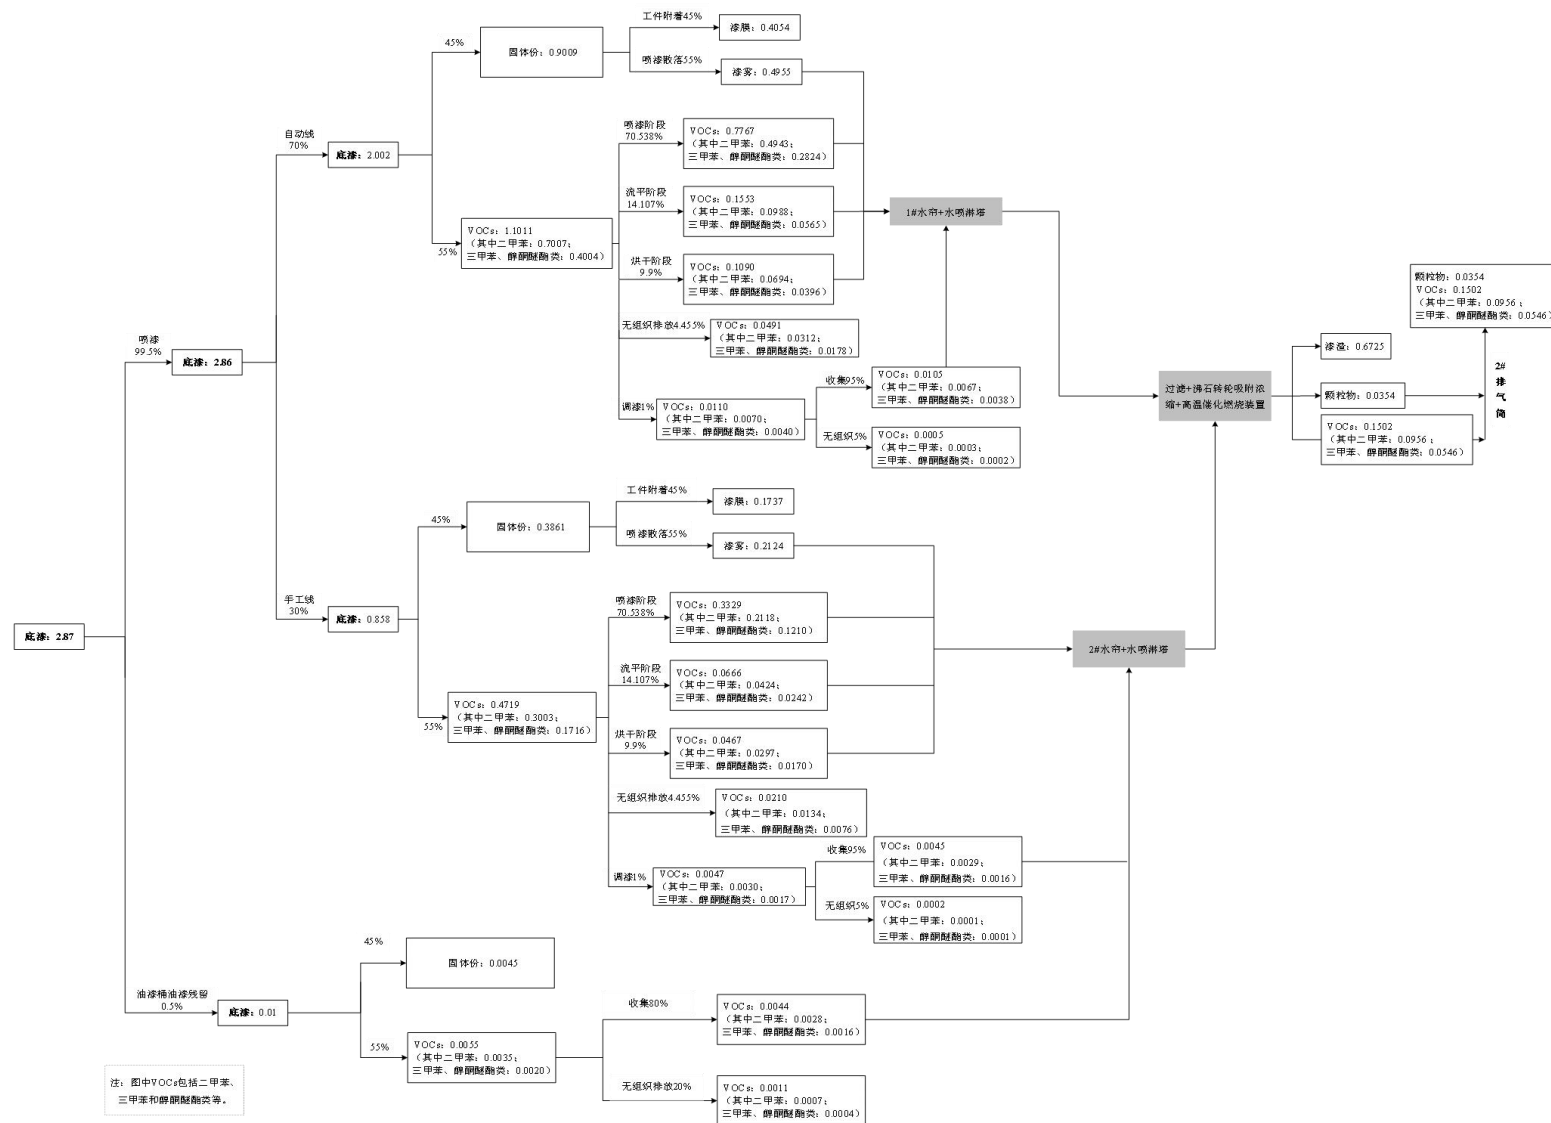 工件附着45%
漆膜：0.4054
45%
固体份：0.9009
喷漆散落55%
漆雾：0.4955
自动线
70%
底漆：2.002
喷漆阶段
70.538%
VOCs：0.7767
（其中二甲苯：0.4943；
三甲苯、醇酮醚酯类：0.2824）
流平阶段
14.107%
VOCs：0.1553
（其中二甲苯：0.0988；
三甲苯、醇酮醚酯类：0.0565）
1#水帘+水喷淋塔
55%
VOCs：1.1011
（其中二甲苯：0.7007；
三甲苯、醇酮醚酯类：0.4004）
烘干阶段
9.9%
VOCs：0.1090
（其中二甲苯：0.0694；
三甲苯、醇酮醚酯类：0.0396）
无组织排放4.455%
VOCs：0.0491
（其中二甲苯：0.0312；
三甲苯、醇酮醚酯类：0.0178）
喷漆
99.5%
底漆：2.86
调漆1%
VOCs：0.0110
（其中二甲苯：0.0070；
三甲苯、醇酮醚酯类：0.0040）
收集95%
VOCs：0.0105
（其中二甲苯：0.0067；
三甲苯、醇酮醚酯类：0.0038）
无组织5%
VOCs：0.0005
（其中二甲苯：0.0003；
三甲苯、醇酮醚酯类：0.0002）
过滤+沸石转轮吸附浓
缩+高温催化燃烧装置
颗粒物：0.0354
VOCs：0.1502
（其中二甲苯：0.0956；
三甲苯、醇酮醚酯类：0.0546）
漆渣：0.6725
颗粒物：0.0354
VOCs：0.1502
（其中二甲苯：0.0956；
三甲苯、醇酮醚酯类：0.0546）
2#
排
气
筒
工件附着45%
漆膜：0.1737
45%
固体份：0.3861
喷漆散落55%
漆雾：0.2124
手工线
30%
底漆：0.858
喷漆阶段
70.538%
VOCs：0.3329
（其中二甲苯：0.2118；
三甲苯、醇酮醚酯类：0.1210）
底漆：2.87
流平阶段
14.107%
VOCs：0.0666
（其中二甲苯：0.0424；
三甲苯、醇酮醚酯类：0.0242）
2#水帘+水喷淋塔
55%
VOCs：0.4719
（其中二甲苯：0.3003；
三甲苯、醇酮醚酯类：0.1716）
烘干阶段
9.9%
VOCs：0.0467
（其中二甲苯：0.0297；
三甲苯、醇酮醚酯类：0.0170）
无组织排放4.455%
VOCs：0.0210
（其中二甲苯：0.0134；
三甲苯、醇酮醚酯类：0.0076）
调漆1%
VOCs：0.0047
（其中二甲苯：0.0030；
三甲苯、醇酮醚酯类：0.0017）
收集95%
VOCs：0.0045
（其中二甲苯：0.0029；
三甲苯、醇酮醚酯类：0.0016）
无组织5%
VOCs：0.0002
（其中二甲苯：0.0001；
三甲苯、醇酮醚酯类：0.0001）
油漆桶油漆残留
0.5%
底漆：0.01
45%
固体份：0.0045
55%
VOCs：0.0055
（其中二甲苯：0.0035；
三甲苯、醇酮醚酯类：0.0020）
收集80%
VOCs：0.0044
（其中二甲苯：0.0028；
三甲苯、醇酮醚酯类：0.0016）
无组织排放20%
VOCs：0.0011
（其中二甲苯：0.0007；
三甲苯、醇酮醚酯类：0.0004）
注：图中VOCs包括二甲苯、
三甲苯和醇酮醚酯类等。